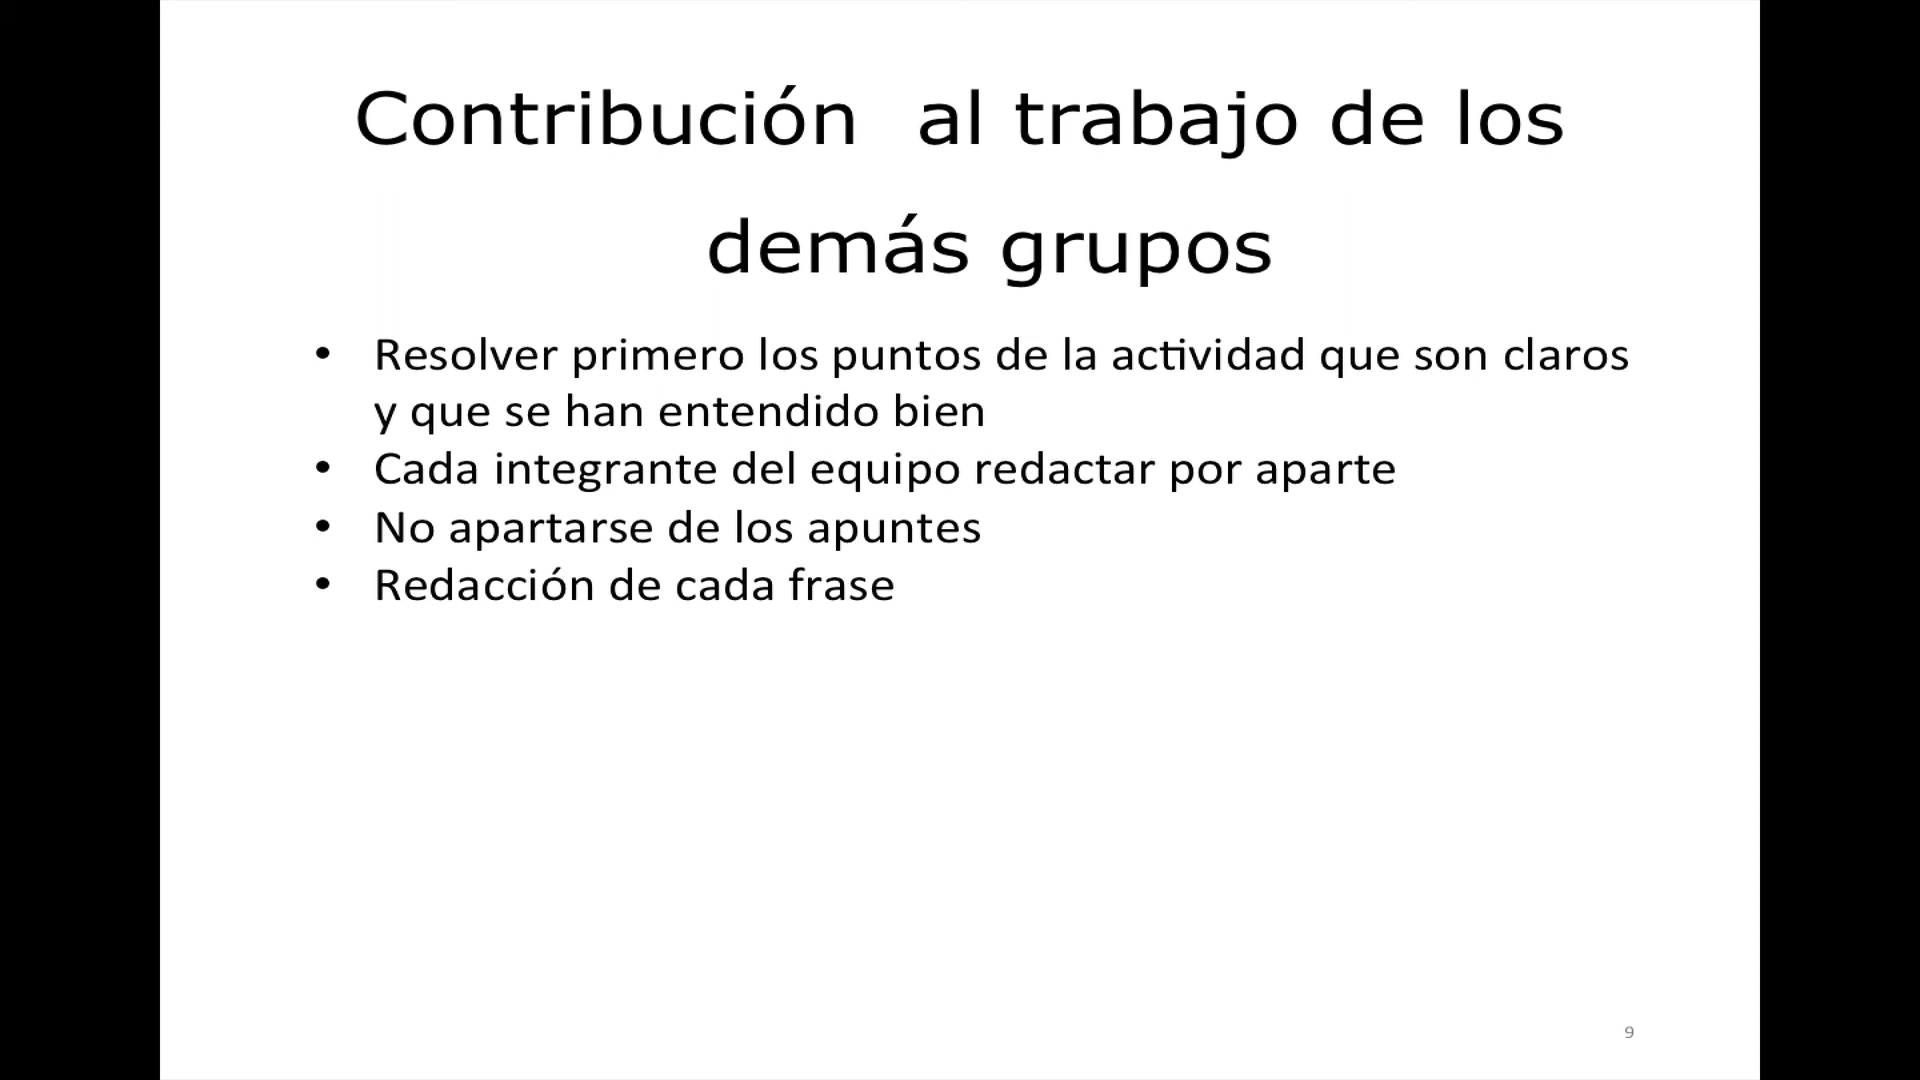 Contribución  al trabajo de los
demás grupos
• Resolver primero los puntos de la actividad que son claros
y que se han entendido bien
• Cada integrante del equipo redactar por aparte
• No apartarse de los apuntes
• Redacción de cada frase
9